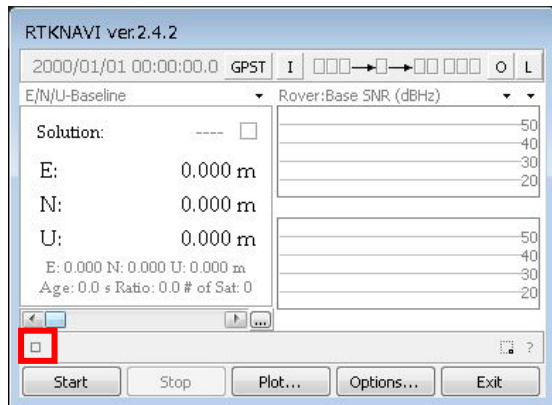 RTKNAVI ver.2.4.2
2000/01/01 00:00:00.0 GPST I O L
E/N/U-Baseline Rover:Base SNR (dBHz)
Solution: ----
E: 0.000 m
N: 0.000 m
U: 0.000 m
E: 0.000 N: 0.000 U: 0.000 m
Age: 0.0 s Ratio: 0.0 # of Sat: 0
50
40
30
20
50
40
30
20
...
?
Start Stop Plot... Options... Exit